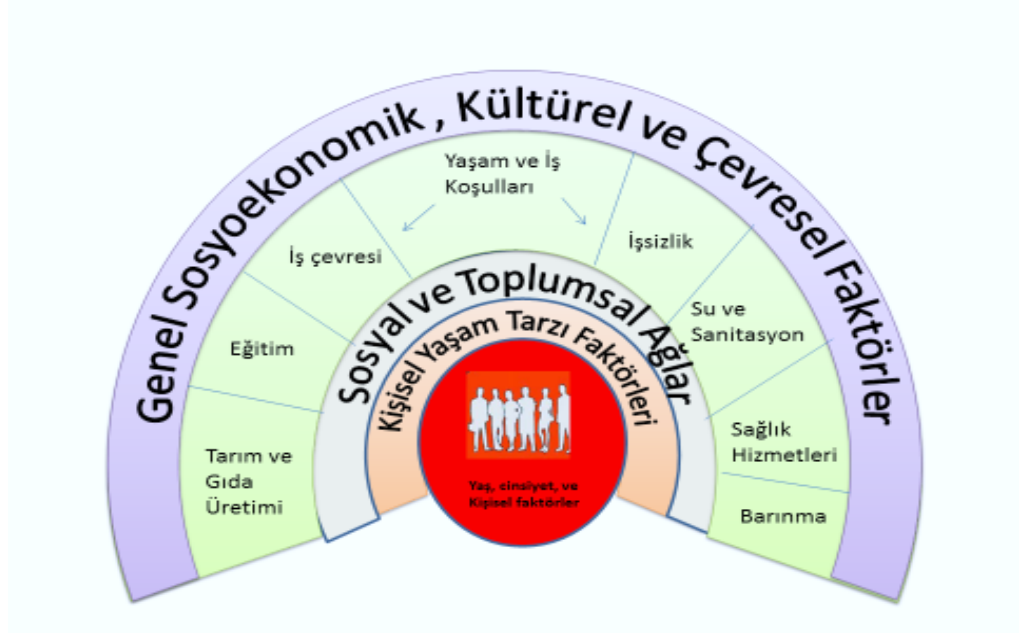 Genel Sosyoekonomik , Kültürel ve Çevresel Faktörler
Yaşam ve İş
Koşulları
İş çevresi
İşsizlik
Eğitim
Su ve
Sanitasyon
Tarım ve
Gıda
Üretimi
Sağlık
Hizmetleri
Barınma
Sosyal ve Toplumsal Ağlar
Kişisel Yaşam Tarzı Faktörleri
Yaş, cinsiyet, ve
Kişisel faktörler